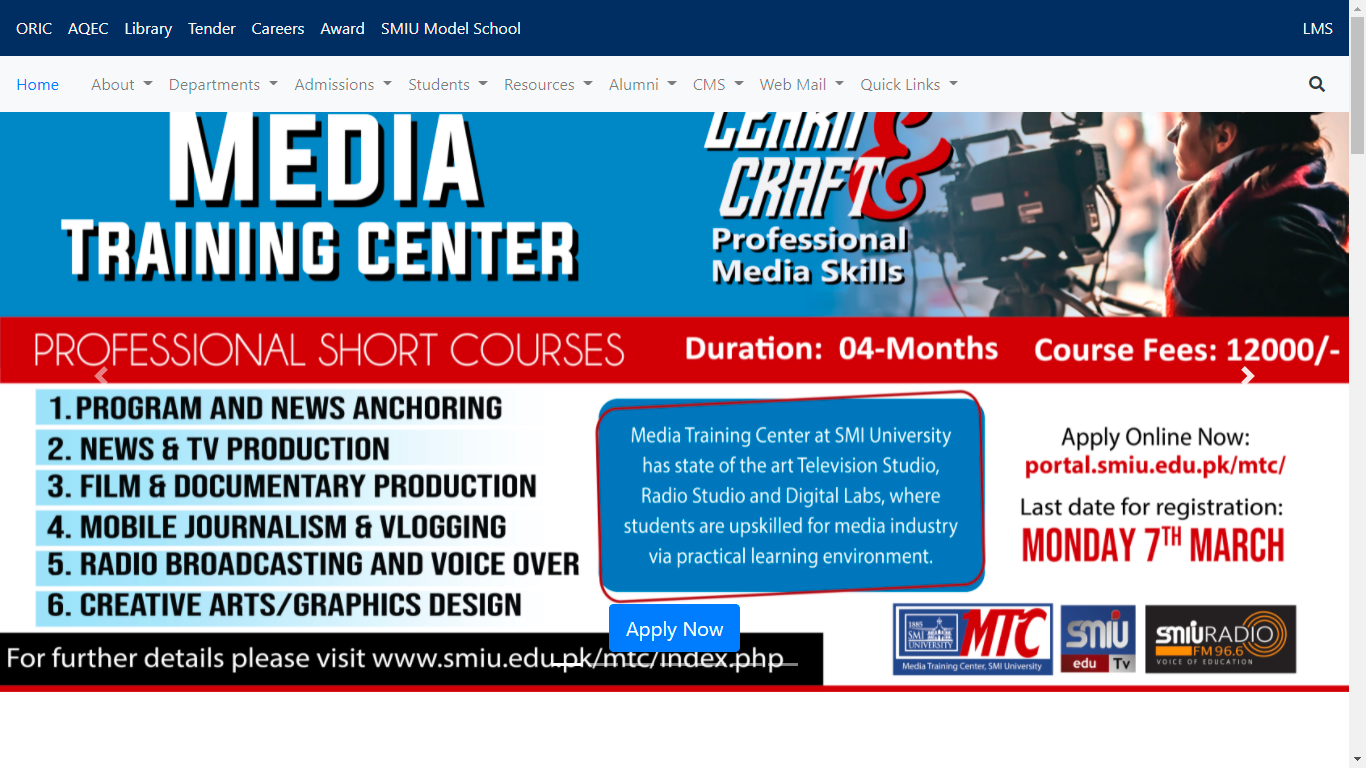 ORIC AQEC Library Tender Careers Award SMIU Model School LMS
Home About Departments Admissions Students Resources Alumni CMS Web Mail Quick Links
MEDIA
TRAINING CENTER
LEARN &
CRAFT
Professional
Media Skills
PROFESSIONAL SHORT COURSES Duration: 04-Months Course Fees: 12000/-
1. PROGRAM AND NEWS ANCHORING
2. NEWS & TV PRODUCTION
3. FILM & DOCUMENTARY PRODUCTION
4. MOBILE JOURNALISM & VLOGGING
5. RADIO BROADCASTING AND VOICE OVER
6. CREATIVE ARTS/GRAPHICS DESIGN
Media Training Center at SMI University
has state of the art Television Studio,
Radio Studio and Digital Labs, where
students are upskilled for media industry
via practical learning environment.
Apply Online Now:
portal.smiu.edu.pk/mtc/
Last date for registration:
MONDAY 7TH MARCH
Apply Now
For further details please visit www.smiu.edu.pk/mtc/index.php
1885
SMI
UNIVERSITY
MTC
Media Training Center, SMI University
smiu
edu Tv
SMIU RADIO
FM 96.6
VOICE OF EDUCATION